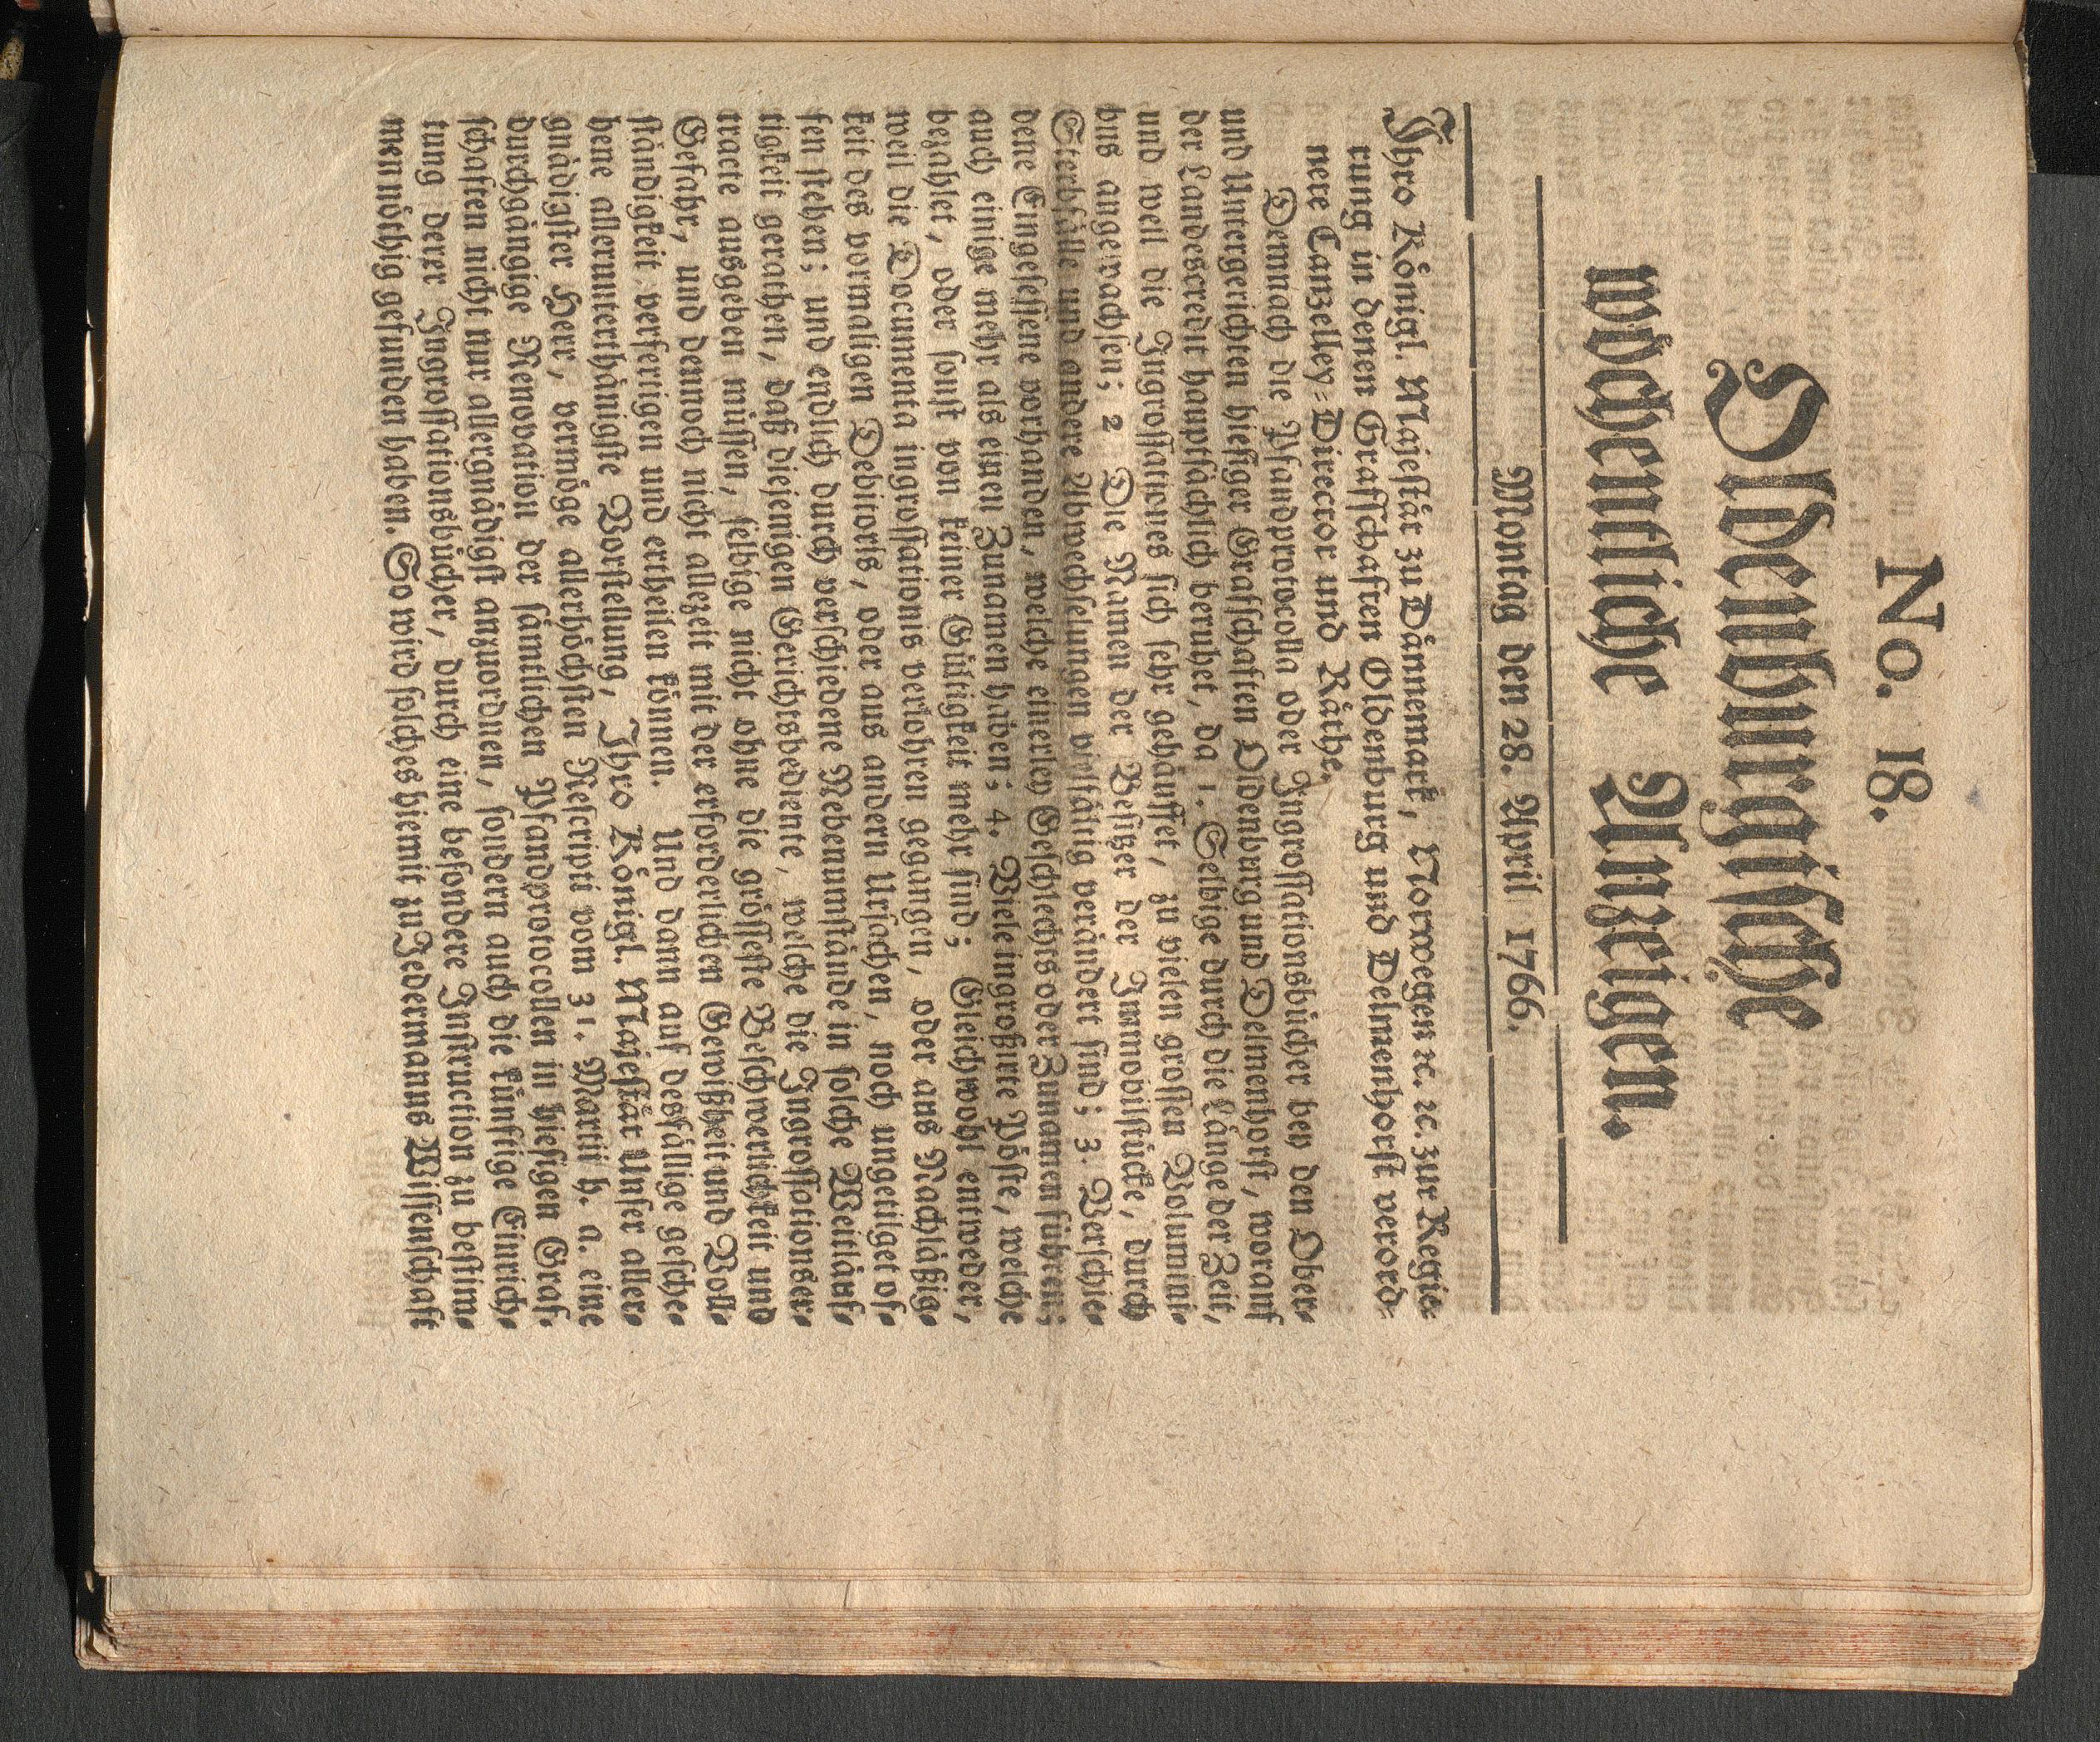 No. 18.
Oldenburgische
wöchentliche Anzeigen.
Montag den 28. April 1766.
Ihro Königl. Majestät zu Dännemark, Norwegen ꝛc. ꝛc. zur Regie-
rung in denen Graffschaften Oldenburg und Delmenhorst verord-
nete Canzelley-Director und Räthe.
Demnach die Pfandprotocolla oder Ingrossationsbücher bey den Ober-
und Untergerichten hiesiger Grafschaften Oldenburg und Delmenhorst, worauf
der Landescredit hauptsächlich beruhet, da 1. Selbige durch die Länge der Zeit,
und weil die Ingrossationes sich sehr gehäuffet, zu vielen grossen Volumini-
bus angewachsen; 2 Die Namen der Besitzer der Immobilstücke, durch
Sterbfälle und andere Abwechselungen vielfältig verändert sind; 3. Verschie-
dene Eingesessene vorhanden, welche einerley Geschlechts oder Zunamen führen;
auch einige mehr als einen Zunamen haben; 4. Viele ingroßirte Pöste, welche
bezahlet, oder sonst von keiner Gültigkeit mehr sind; Gleichwohl entweder,
weil die Documenta ingrossationis verlohren gegangen, oder aus Nachläßig-
keit des vormaligen Debitoris, oder aus andern Ursachen, noch ungetilget of-
fen stehen; und endlich durch verschiedene Nebenumstände in solche Weitläuf-
tigkeit gerathen, daß diejenigen Gerichtsbediente, welche die Ingrossationsex-
tracte ausgeben müssen, selbige nicht ohne die grösseste Beschwerlichkeit und
Gefahr, und dennoch nicht allezeit mit der erforderlichen Gewißheit und Voll-
ständigkeit verfertigen und ertheilen können. Und dann auf desfällige gesche-
hene allerunterthänigste Vorstellung, Ihro Königl. Majestät Unser aller-
gnädigster Herr, vermöge allerhöchsten Rescripti vom 31. Martii h. a. eine
durchgängige Renovation der sämtlichen Pfandprotocollen in hiesigen Graf-
schaften nicht nur allergnädigst anzuordnen, sondern auch die künftige Einrich-
tung derer Ingrossationsbücher, durch eine besondere Instruction zu bestim-
men nöthig gefunden haben. So wird solches hiemit zu Jedermanns Wissenschaft